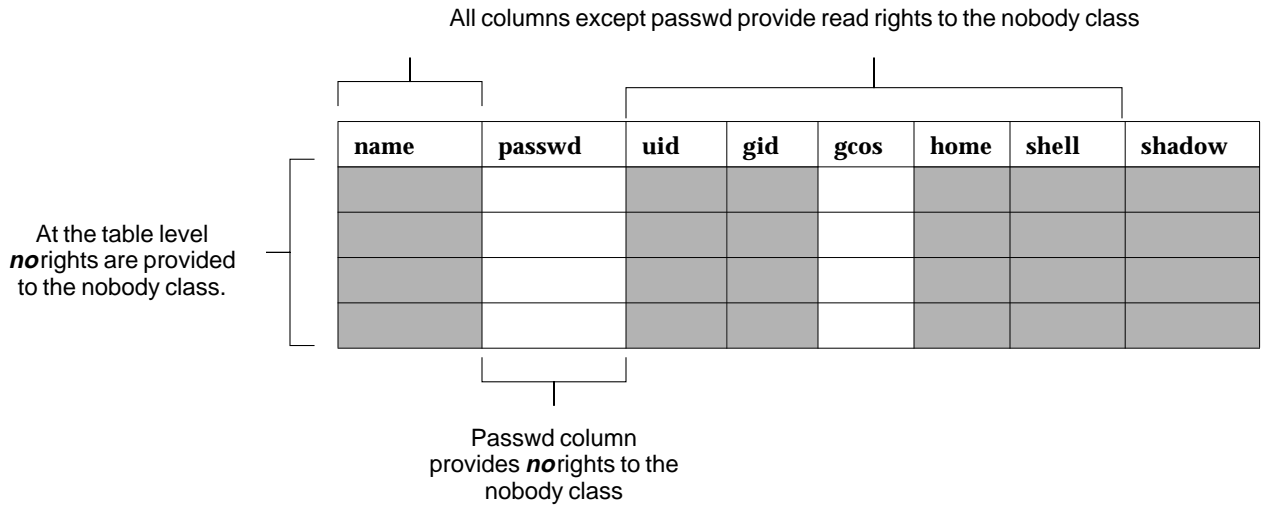 All columns except passwd provide read rights to the nobody class
name passwd uid gid gcos home shell shadow
At the table level
no rights are provided
to the nobody class.
Passwd column
provides no rights to the
nobody class